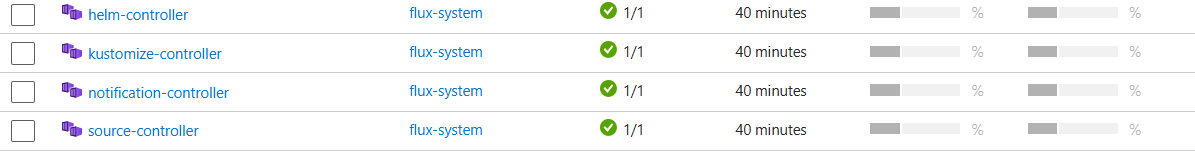 helm-controller flux-system 1/1 40 minutes % %
kustomize-controller flux-system 1/1 40 minutes % %
notification-controller flux-system 1/1 40 minutes % %
source-controller flux-system 1/1 40 minutes % %